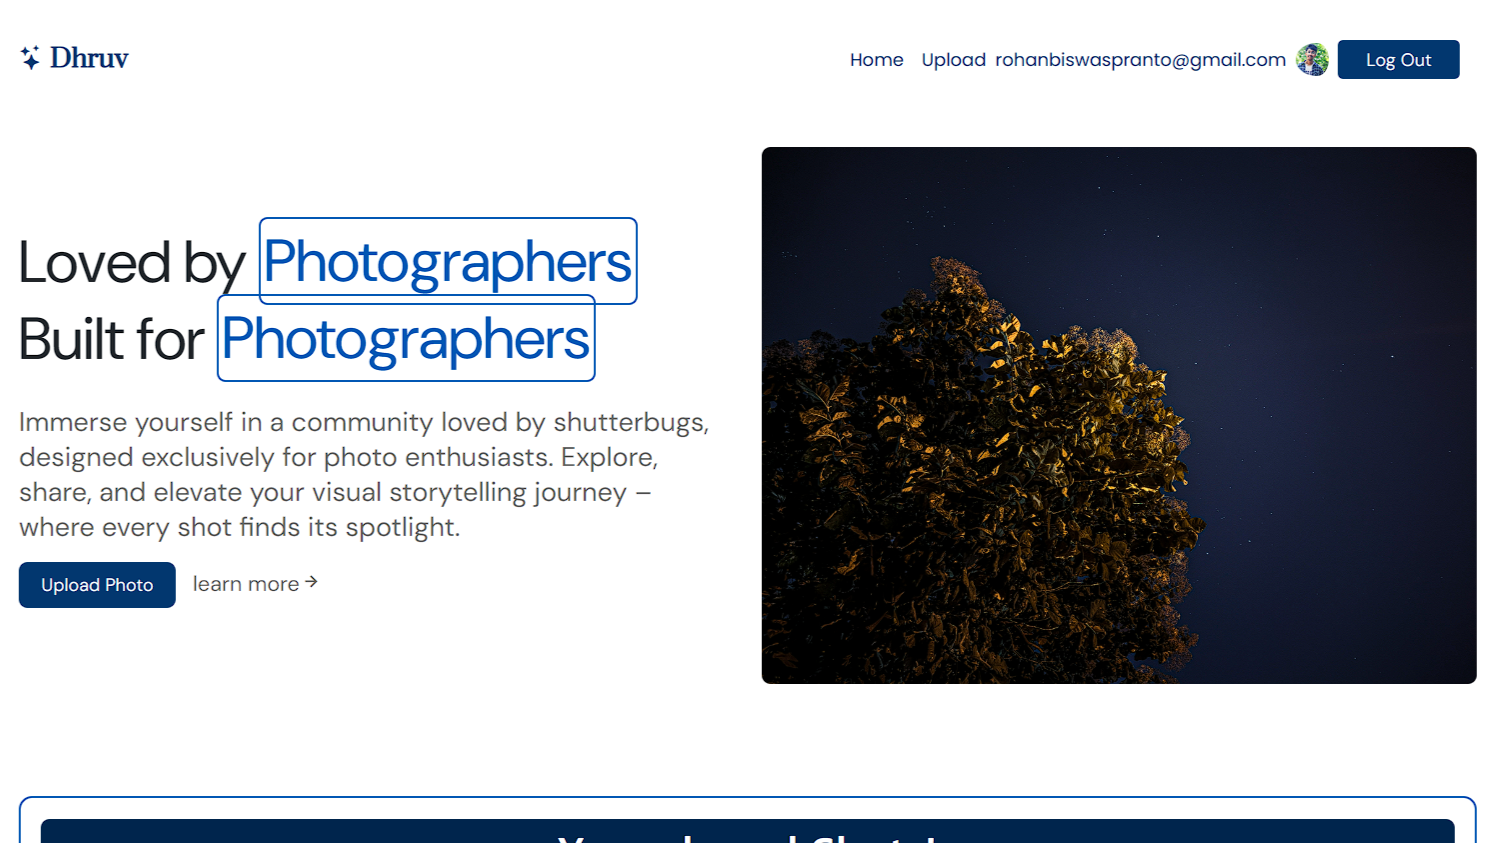 Dhruv
Home Upload rohanbiswaspranto@gmail.com Log Out
Loved by Photographers
Built for Photographers
Immerse yourself in a community loved by shutterbugs,
designed exclusively for photo enthusiasts. Explore,
share, and elevate your visual storytelling journey –
where every shot finds its spotlight.
Upload Photo learn more →